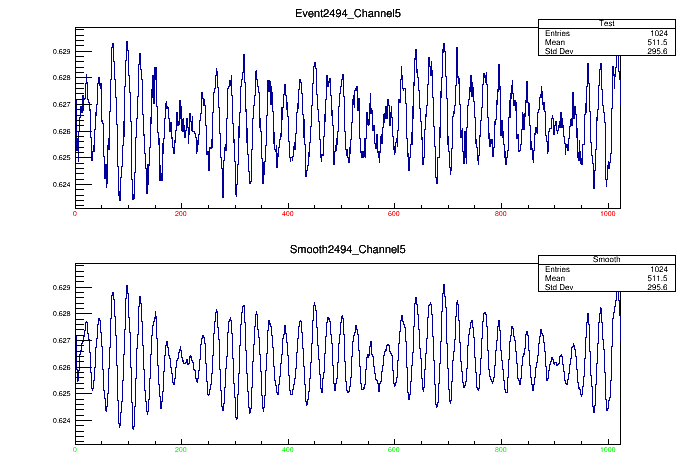 Event2494_Channel5
Test
Entries 1024
Mean 511.5
Std Dev 295.6
0.629
0.628
0.627
0.626
0.625
0.624
0 200 400 600 800 1000
Smooth2494_Channel5
Smooth
Entries 1024
Mean 511.5
Std Dev 295.6
0.629
0.628
0.627
0.626
0.625
0.624
0 200 400 600 800 1000